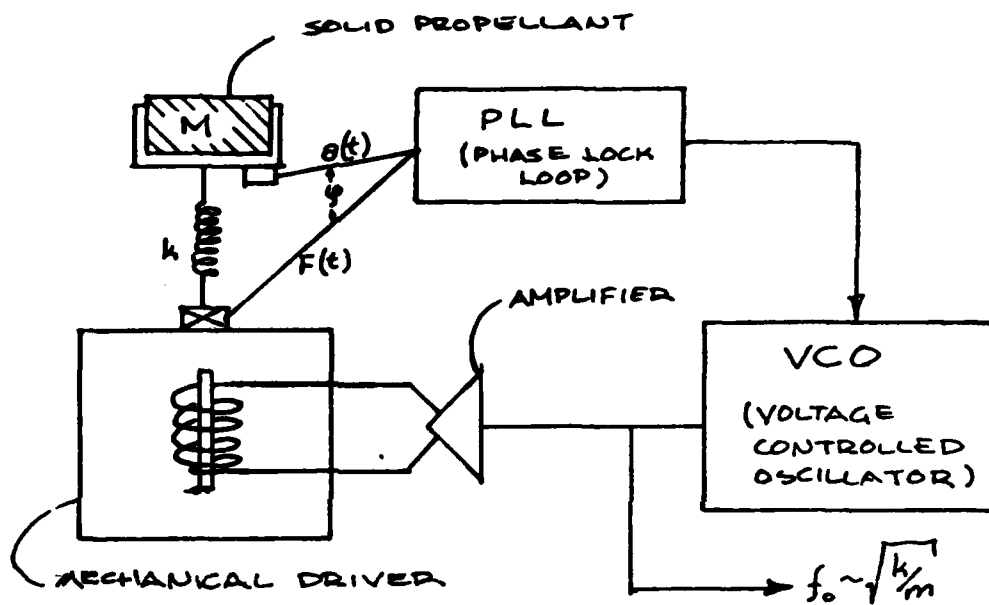 SOLID PROPELLANT
M
θ(t)
φ
F(t)
k
PLL
(PHASE LOCK
LOOP)
AMPLIFIER
VCO
(VOLTAGE
CONTROLLED
OSCILLATOR)
MECHANICAL DRIVER
f₀~√k/m